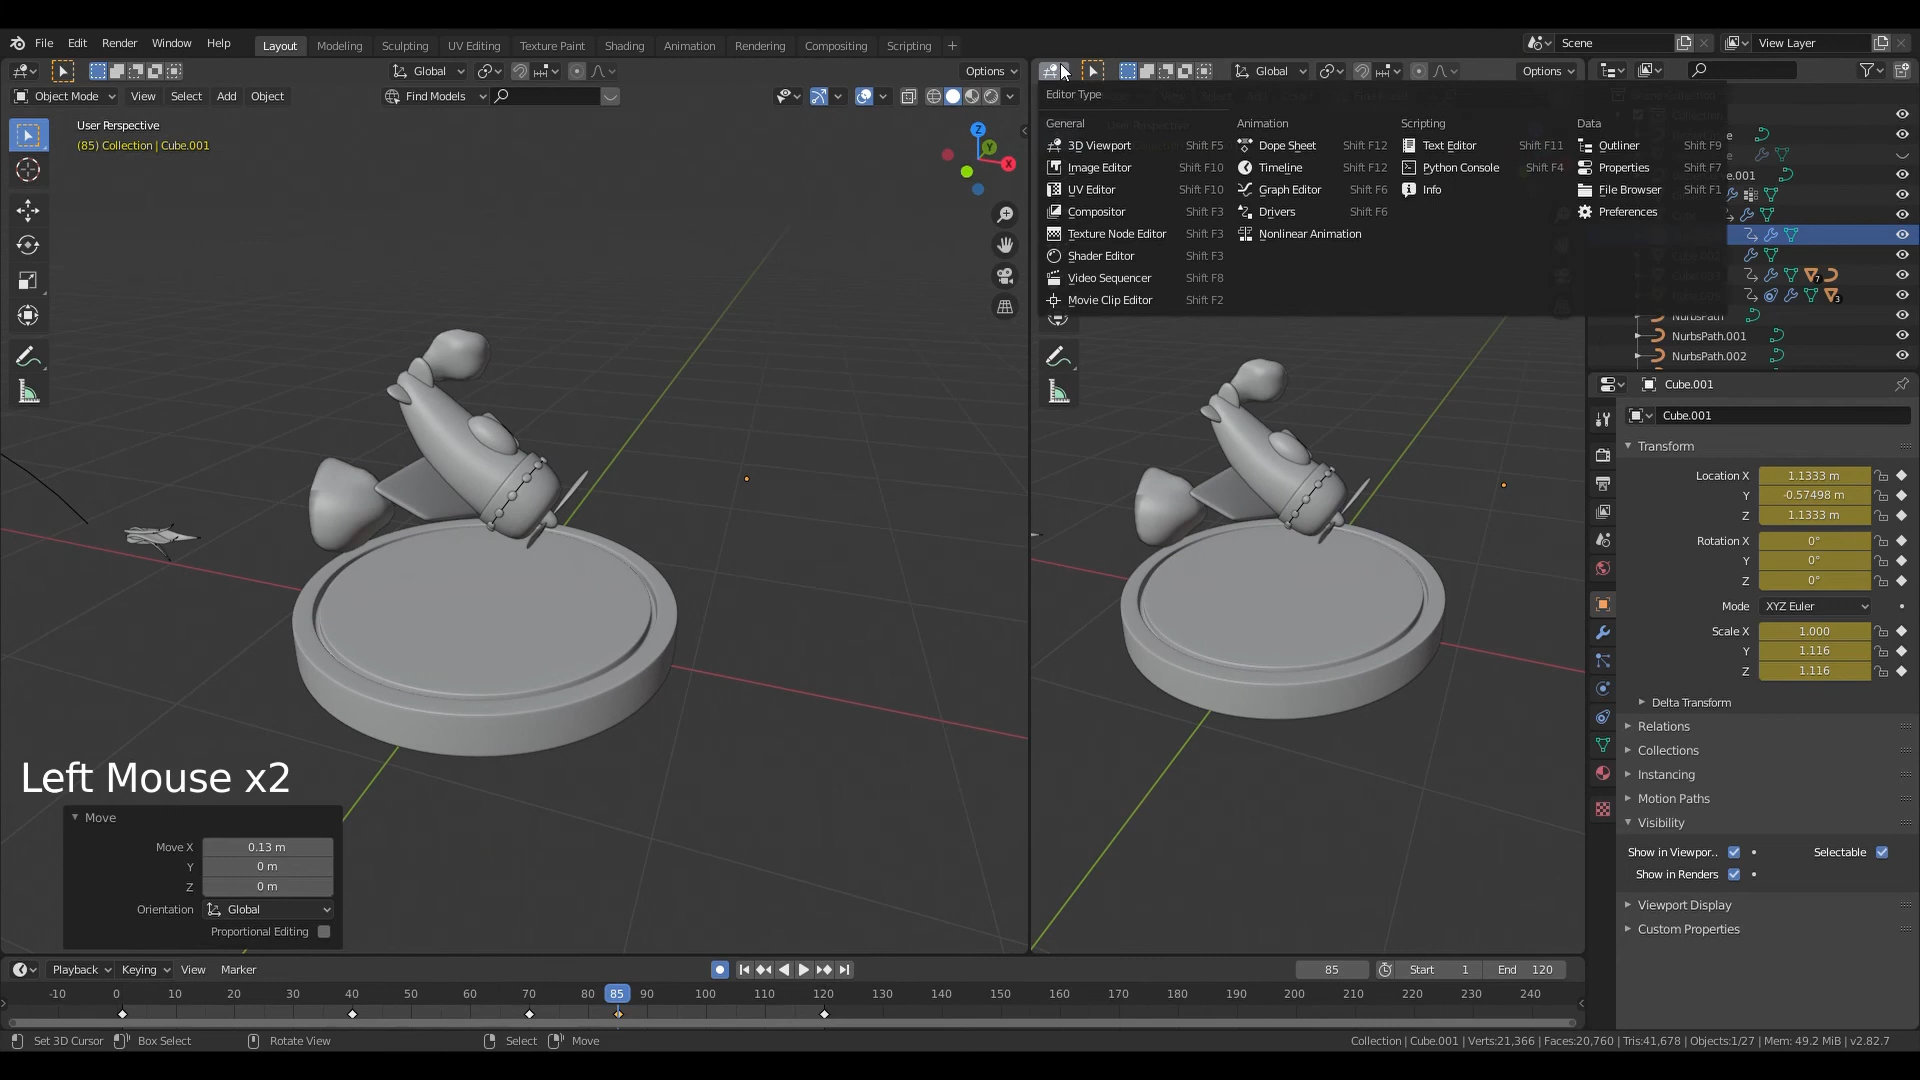 File Edit Render Window Help Layout Modeling Sculpting UV Editing Texture Paint Shading Animation Rendering Compositing Scripting + Scene View Layer
Global Options Global Options
Object Mode View Select Add Object Find Models
User Perspective
(85) Collection | Cube.001
Z
Y
X
Editor Type
General Animation Scripting Data
3D Viewport Shift F5 Dope Sheet Shift F12 Text Editor Shift F11 Outliner Shift F9
Image Editor Shift F10 Timeline Shift F12 Python Console Shift F4 Properties Shift F7
UV Editor Shift F10 Graph Editor Shift F6 Info File Browser Shift F1
Compositor Shift F3 Drivers Shift F6 Preferences
Texture Node Editor Shift F3 Nonlinear Animation
Shader Editor Shift F3
Video Sequencer Shift F8
Movie Clip Editor Shift F2
e
e.001
7
3
NurbsPath
NurbsPath.001
NurbsPath.002
Cube.001
Cube.001
Transform
Location X 1.1333 m
Y -0.57498 m
Z 1.1333 m
Rotation X 0°
Y 0°
Z 0°
Mode XYZ Euler
Scale X 1.000
Y 1.116
Z 1.116
Delta Transform
Relations
Collections
Instancing
Motion Paths
Visibility
Show in Viewpor.. Selectable
Show in Renders
Viewport Display
Custom Properties
Left Mouse x2
Move
Move X 0.13 m
Y 0 m
Z 0 m
Orientation Global
Proportional Editing
Playback Keying View Marker 85 Start 1 End 120
-10 0 10 20 30 40 50 60 70 80 85 90 100 110 120 130 140 150 160 170 180 190 200 210 220 230 240
Set 3D Cursor Box Select Rotate View Select Move Collection | Cube.001 | Verts:21,366 | Faces:20,760 | Tris:41,678 | Objects:1/27 | Mem: 49.2 MiB | v2.82.7